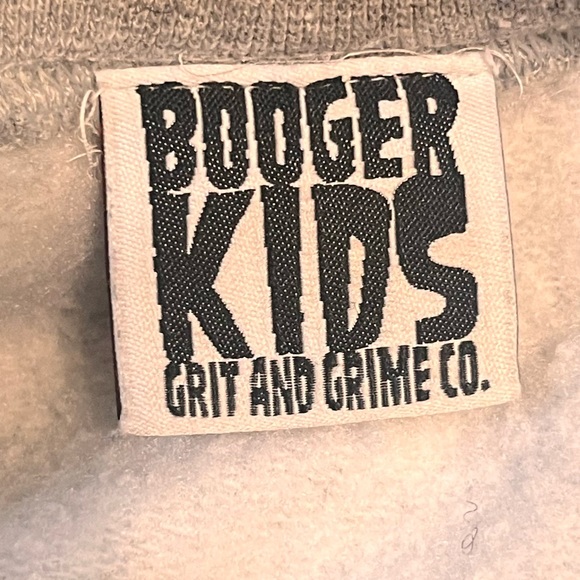 BOOGER
KIDS
GRIT AND GRIME CO.